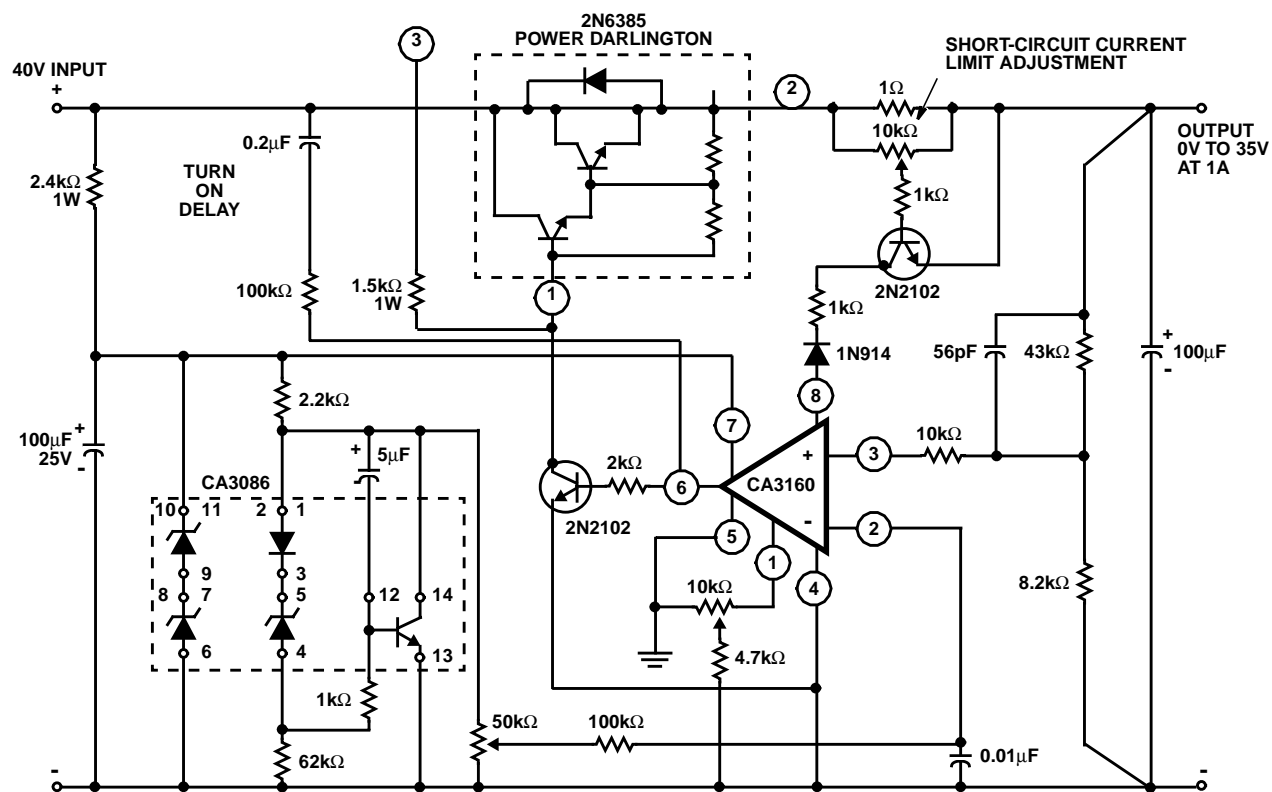 2N6385
POWER DARLINGTON
3
SHORT-CIRCUIT CURRENT
LIMIT ADJUSTMENT
40V INPUT
+
2
1Ω
10kΩ
OUTPUT
0V TO 35V
AT 1A
0.2μF
TURN
ON
DELAY
2.4kΩ
1W
1kΩ
2N2102
100kΩ
1.5kΩ
1W
1
1kΩ
1N914
56pF
43kΩ
+
100μF
-
8
2.2kΩ
7
100μF
25V
+
-
5μF
+
-
CA3086
2kΩ
6
2N2102
CA3160
+
-
3
10kΩ
2
5
1
4
10 11
2 1
9
3
8 7
5
12
14
6
4
13
10kΩ
4.7kΩ
8.2kΩ
1kΩ
50kΩ
100kΩ
62kΩ
0.01μF
-
-